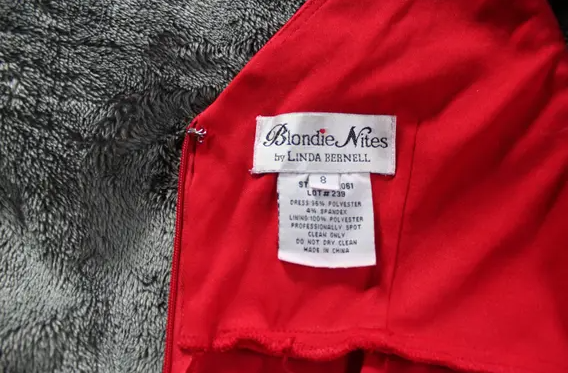 Blondie Nites
by LINDA BERNELL
8
ST 061
LOT# 239
DRESS: 96% POLYESTER
4% SPANDEX
LINING: 100% POLYESTER
PROFESSIONALLY SPOT
CLEAN ONLY
DO NOT DRY CLEAN
MADE IN CHINA